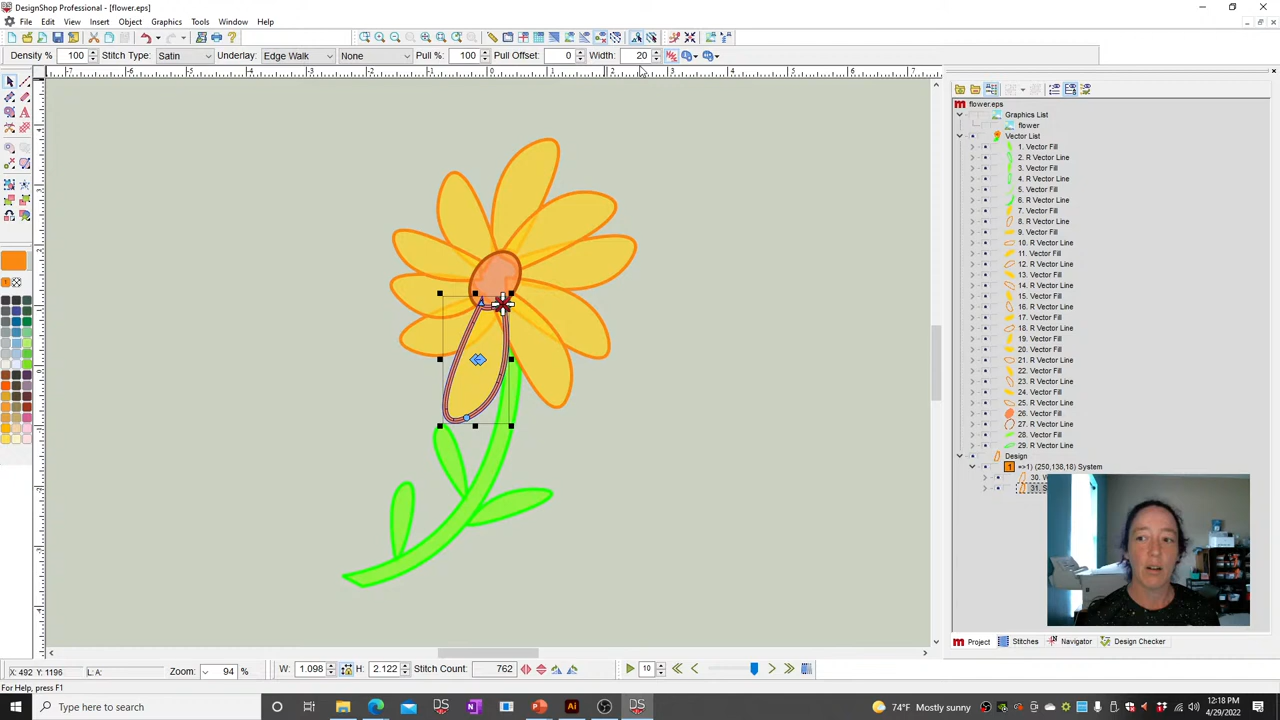 DesignShop Professional - [flower.eps]
File Edit View Insert Object Graphics Tools Window Help
Density % 100 Stitch Type: Satin Underlay: Edge Walk None Pull % 100 Pull Offset: 0 Width: 20
flower.eps
Graphics List
flower
Vector List
1. Vector Fill
2. R Vector Line
3. Vector Fill
4. R Vector Line
5. Vector Fill
6. R Vector Line
7. Vector Fill
8. R Vector Line
9. Vector Fill
10. R Vector Line
11. Vector Fill
12. R Vector Line
13. Vector Fill
14. R Vector Line
15. Vector Fill
16. R Vector Line
17. Vector Fill
18. R Vector Line
19. Vector Fill
20. Vector Fill
21. R Vector Line
22. Vector Fill
23. R Vector Line
24. Vector Fill
25. R Vector Line
26. Vector Fill
27. R Vector Line
28. Vector Fill
29. R Vector Line
Design
1 =>1) (250,138,18) System
30.
31.
Project Stitches Navigator Design Checker
X: 492 Y: 1196 L: A: Zoom: 94 W: 1.098 H: 2.122 Stitch Count: 762 10
For Help, press F1
Type here to search
74°F Mostly sunny
12:18 PM
4/29/2022